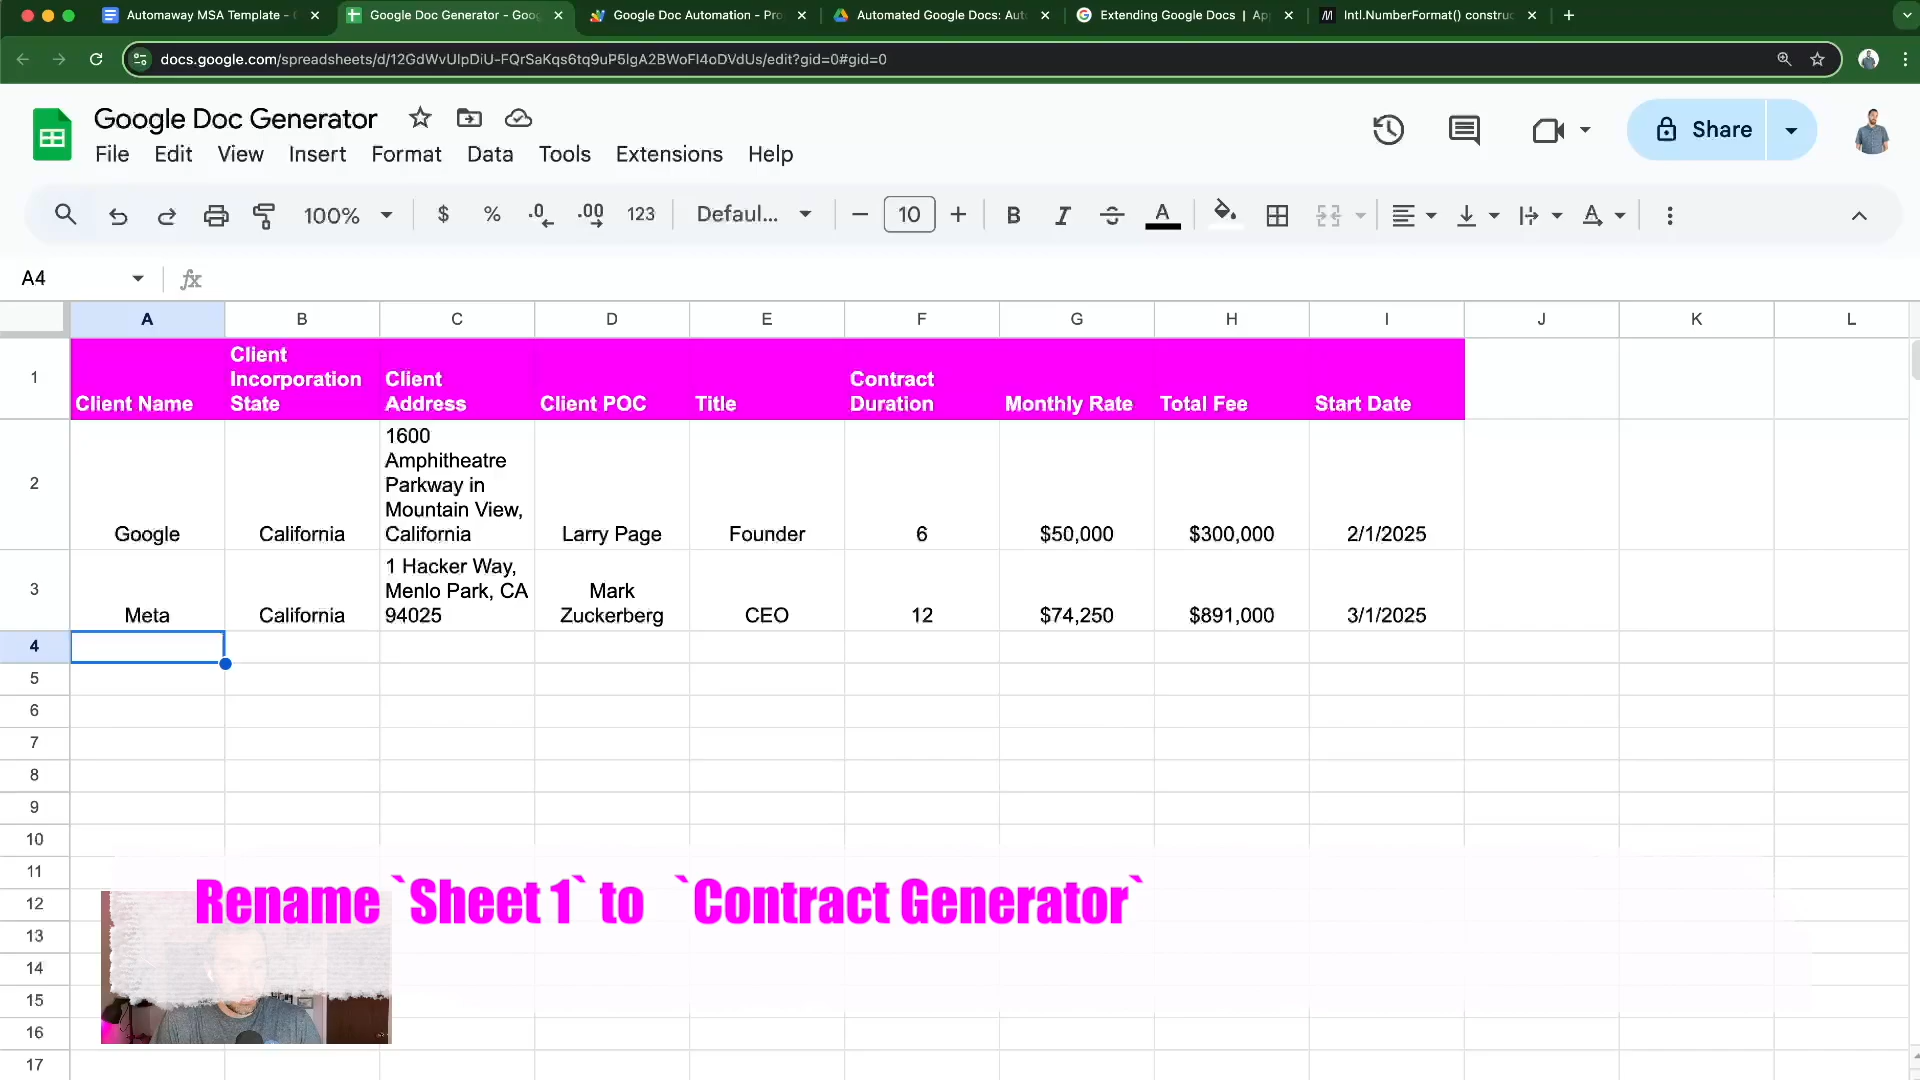 Automaway MSA Template -
Google Doc Generator - Goog
Google Doc Automation - Pro
Automated Google Docs: Auto
Extending Google Docs | Ap
Intl.NumberFormat() construc
docs.google.com/spreadsheets/d/12GdWvUlpDiU-FQrSaKqs6tq9uP5lgA2BWoFI4oDVdUs/edit?gid=0#gid=0
Google Doc Generator
File Edit View Insert Format Data Tools Extensions Help
Share
100% $ % .0 .00 123 Defaul... 10 B I A
A4 fx
A B C D E F G H I J K L
1 Client Name Client Incorporation State Client Address Client POC Title Contract Duration Monthly Rate Total Fee Start Date
2 Google California 1600 Amphitheatre Parkway in Mountain View, California Larry Page Founder 6 $50,000 $300,000 2/1/2025
3 Meta California 1 Hacker Way, Menlo Park, CA 94025 Mark Zuckerberg CEO 12 $74,250 $891,000 3/1/2025
4
5
6
7
8
9
10
11
12
13
14
15
16
17
Rename `Sheet 1` to `Contract Generator`